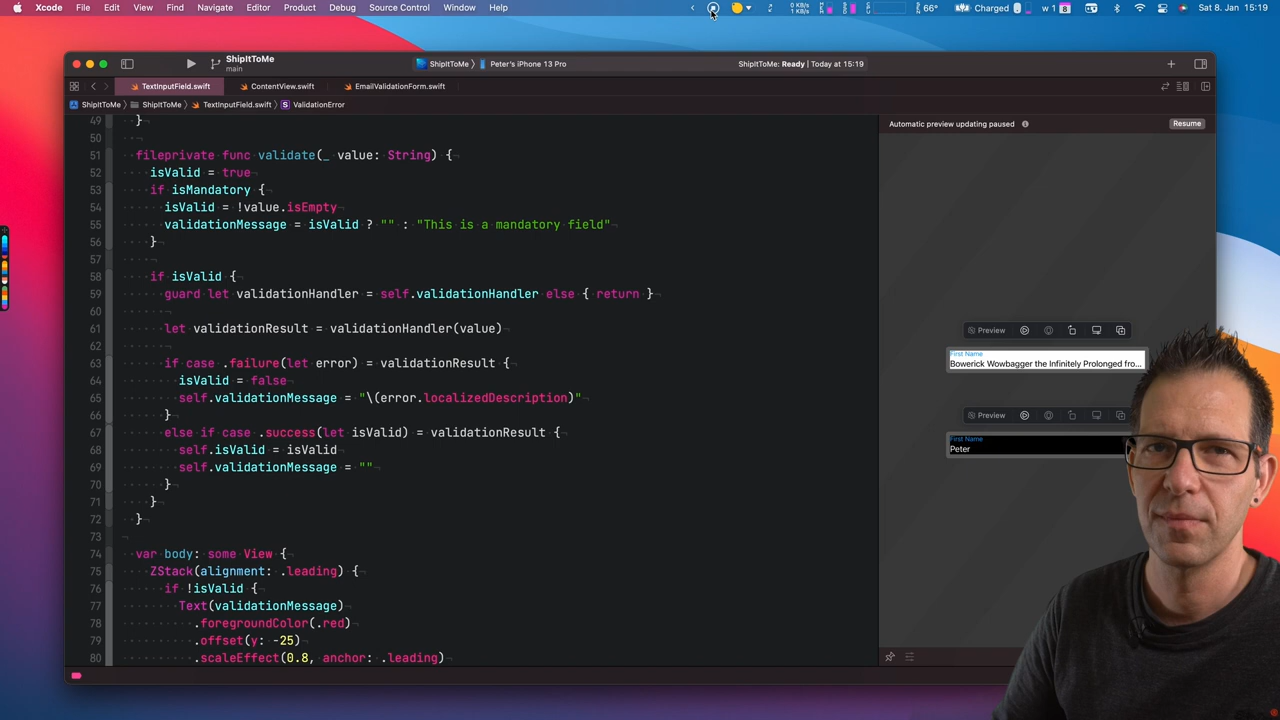 Xcode File Edit View Find Navigate Editor Product Debug Source Control Window Help
0 KB/s
1 KB/s
66° Charged w 1 8 Sat 8. Jan 15:19
ShipItToMe
main
ShipItToMe Peter's iPhone 13 Pro
ShipItToMe: Ready | Today at 15:19
TextInputField.swift ContentView.swift EmailValidationForm.swift
ShipItToMe ShipItToMe TextInputField.swift S ValidationError
49 }
50
51 fileprivate func validate(_ value: String) {
52 isValid = true
53 if isMandatory {
54 isValid = !value.isEmpty
55 validationMessage = isValid ? "" : "This is a mandatory field"
56 }
57
58 if isValid {
59 guard let validationHandler = self.validationHandler else { return }
60
61 let validationResult = validationHandler(value)
62
63 if case .failure(let error) = validationResult {
64 isValid = false
65 self.validationMessage = "\(error.localizedDescription)"
66 }
67 else if case .success(let isValid) = validationResult {
68 self.isValid = isValid
69 self.validationMessage = ""
70 }
71 }
72 }
73
74 var body: some View {
75 ZStack(alignment: .leading) {
76 if !isValid {
77 Text(validationMessage)
78 .foregroundColor(.red)
79 .offset(y: -25)
80 .scaleEffect(0.8, anchor: .leading)
Automatic preview updating paused
Resume
Preview
First Name
Bowerick Wowbagger the Infinitely Prolonged fro...
Preview
First Name
Peter